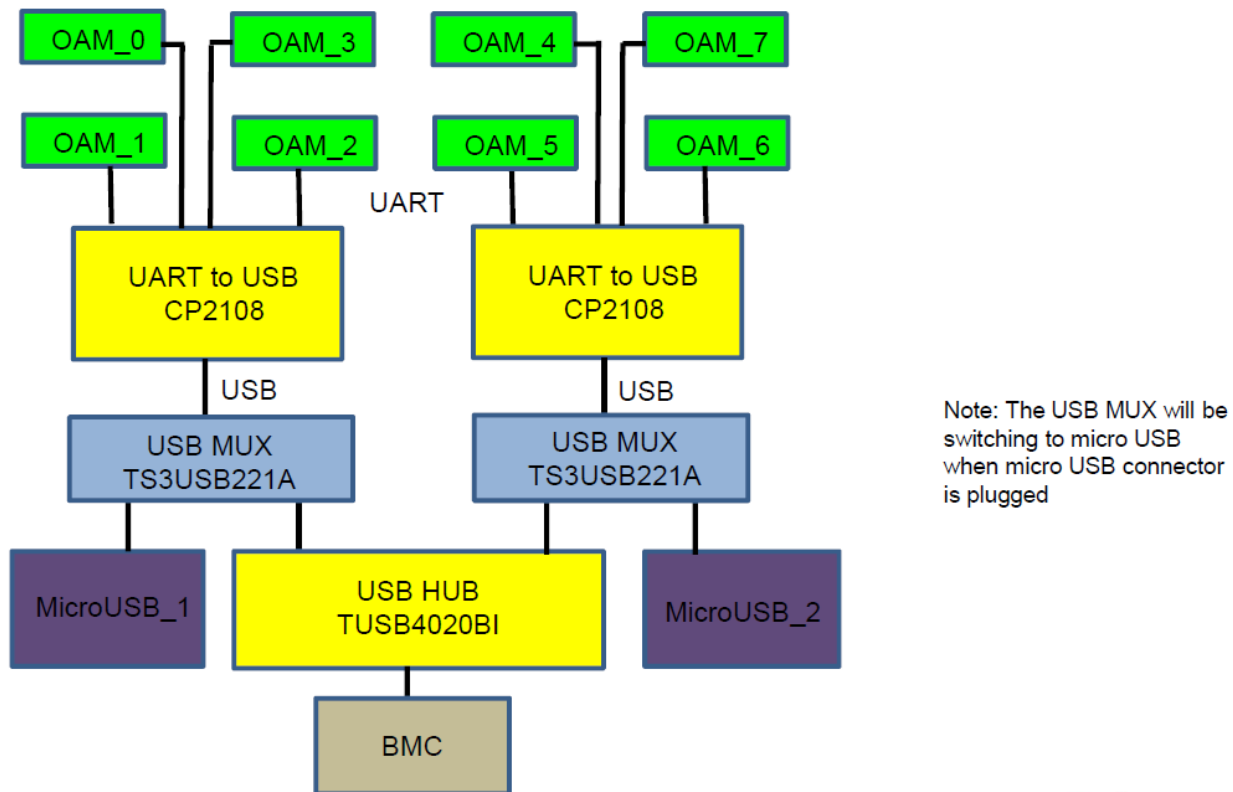 OAM_0
OAM_3
OAM_4
OAM_7
OAM_1
OAM_2
OAM_5
OAM_6
UART
UART to USB
CP2108
UART to USB
CP2108
USB
USB
USB MUX
TS3USB221A
USB MUX
TS3USB221A
Note: The USB MUX will be
switching to micro USB
when micro USB connector
is plugged
MicroUSB_1
USB HUB
TUSB4020BI
MicroUSB_2
BMC